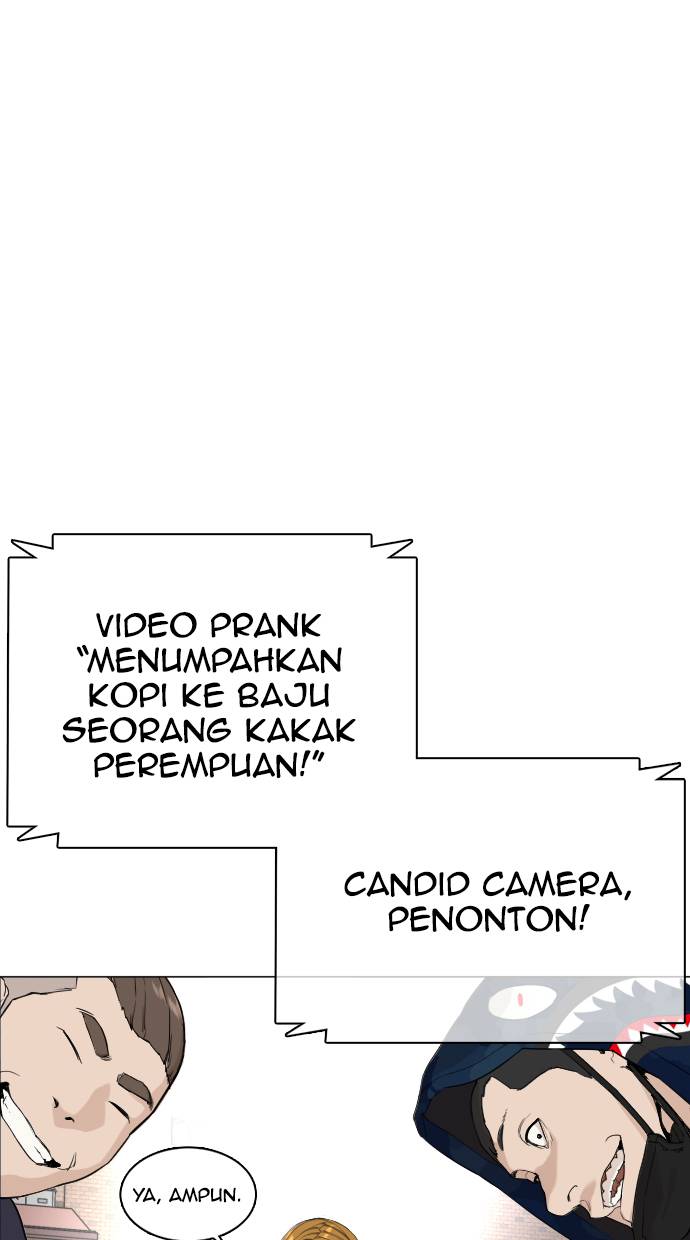 VIDEO PRANK
“MENUMPAHKAN
KOPI KE BAJU
SEORANG KAKAK
PEREMPUAN!”
CANDID CAMERA,
PENONTON!
YA, AMPUN.